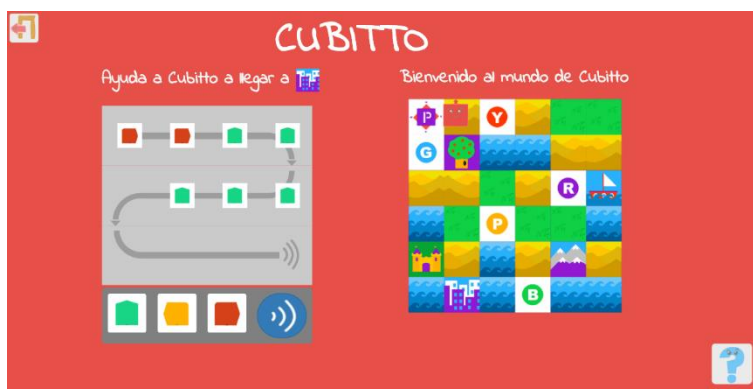 CUBITTO
Ayuda a Cubitto a llegar a
Bienvenido al mundo de Cubitto
P
Y
G
R
P
B
?